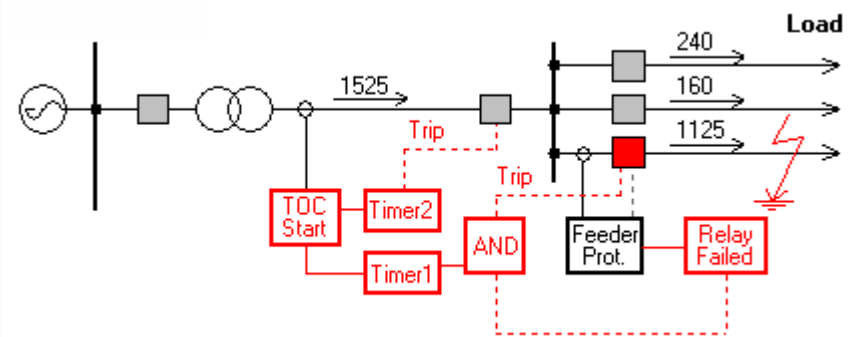 Load
240
1525
160
Trip
1125
Trip
TOC
Start
Timer2
AND
Feeder
Prot.
Relay
Failed
Timer1